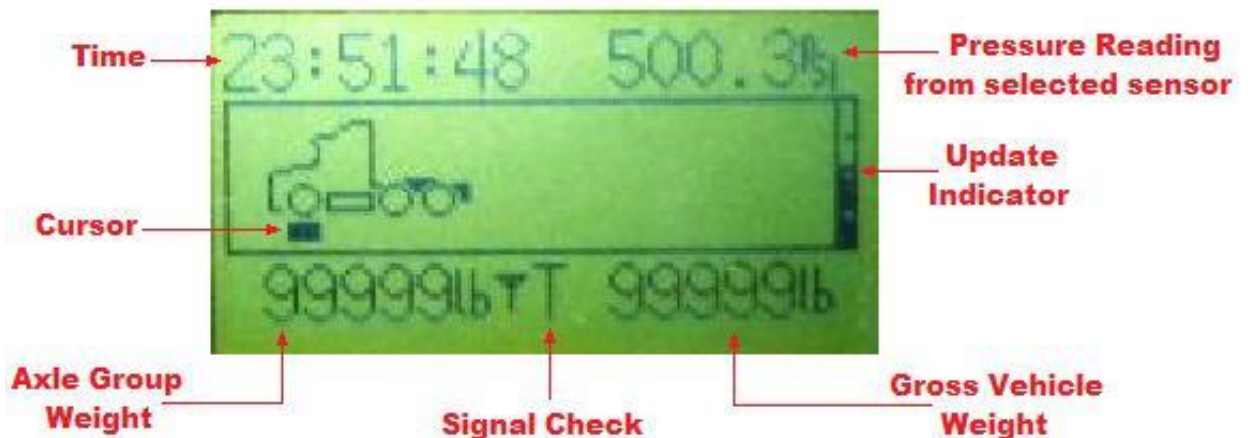 Time
23:51:48 500.3
Pressure Reading
from selected sensor
Update
Indicator
Cursor
99999lb T 99999lb
Axle Group
Weight
Signal Check
Gross Vehicle
Weight